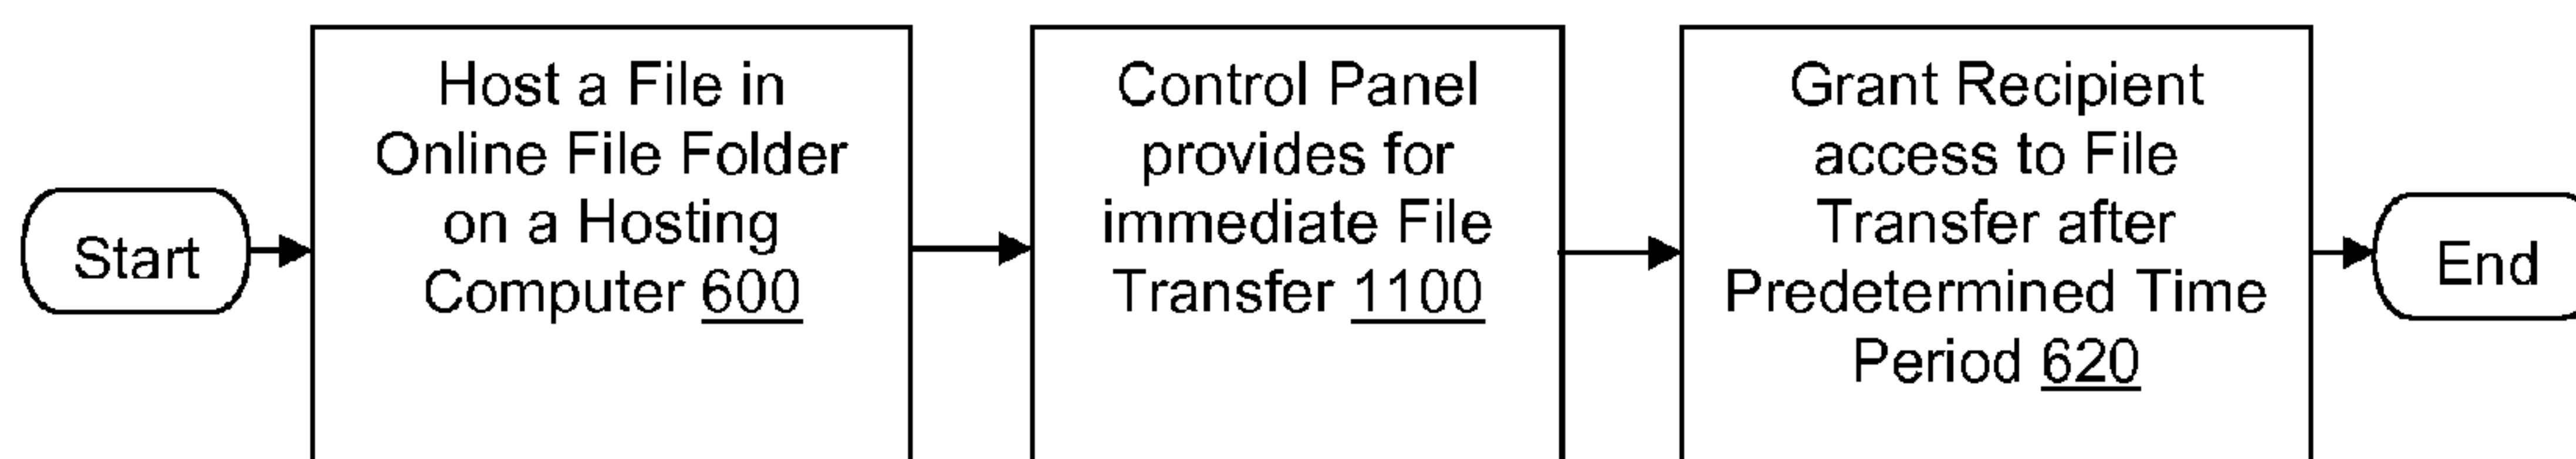 Start
Host a File in
Online File Folder
on a Hosting
Computer 600
Control Panel
provides for
immediate File
Transfer 1100
Grant Recipient
access to File
Transfer after
Predetermined Time
Period 620
End